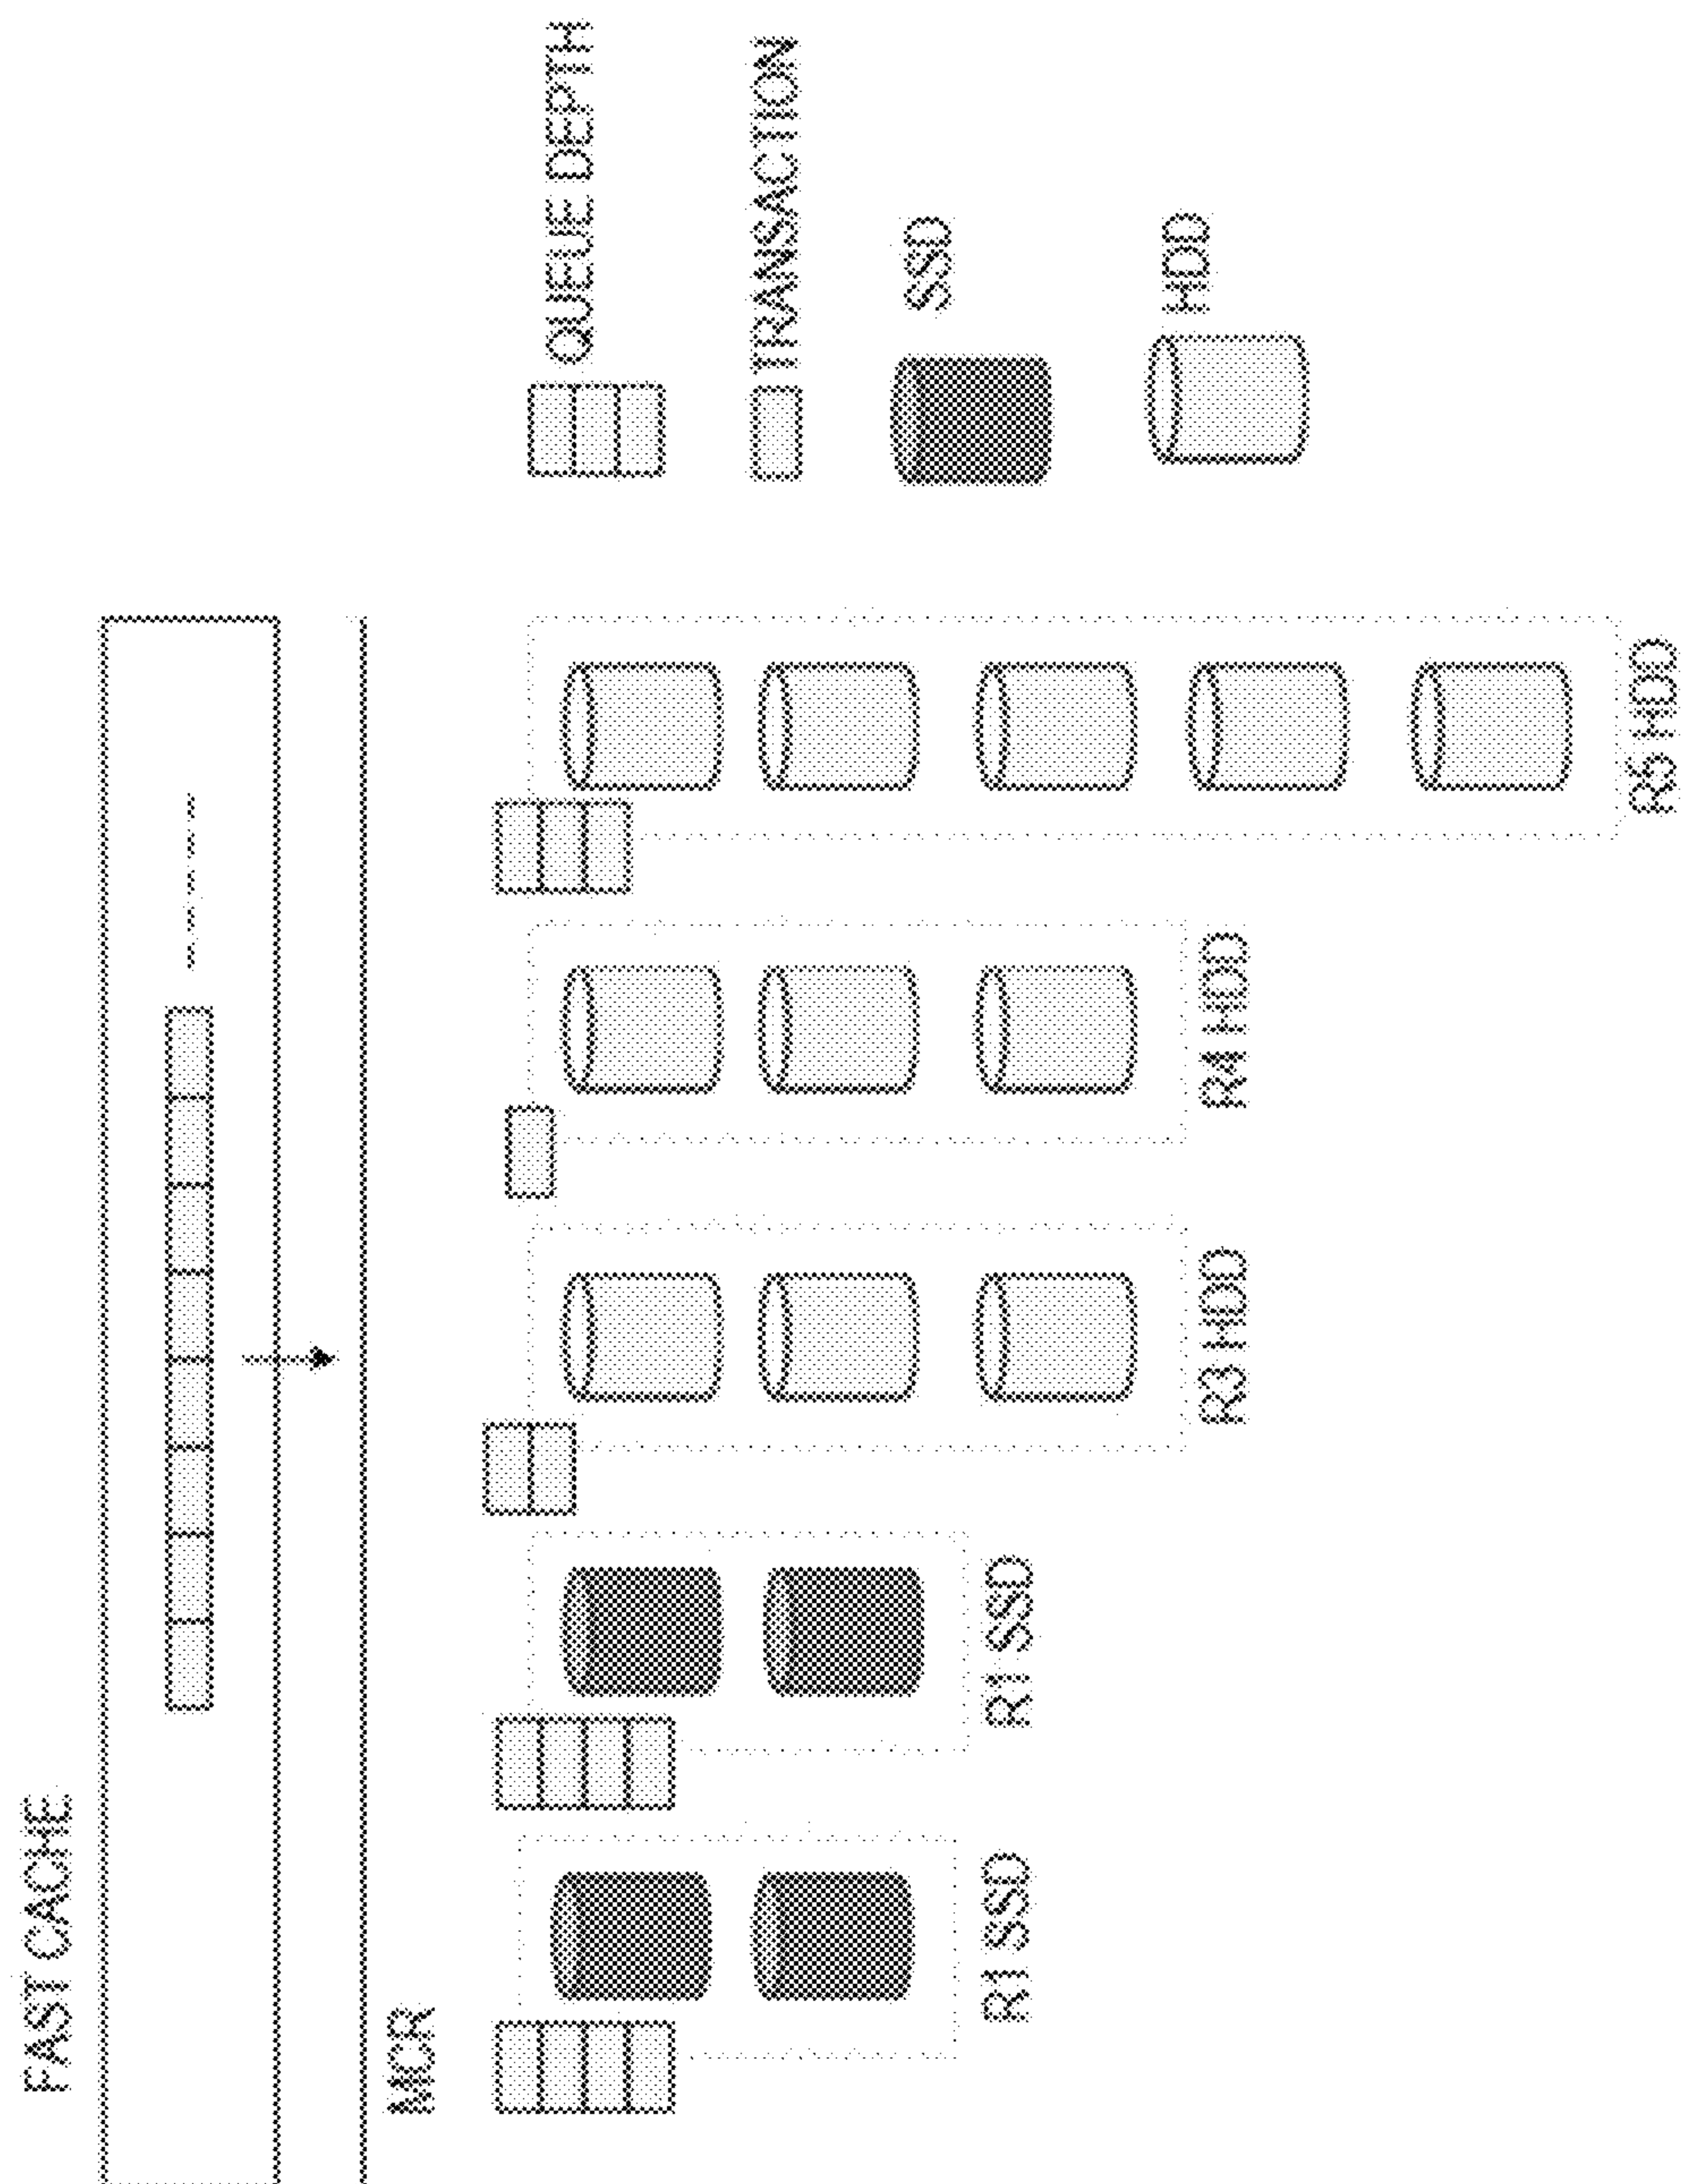 FAST CACHE
MCR
R1 SSD
R1 SSD
R3 HDD
R4 HDD
R5 HDD
QUEUE DEPTH
TRANSACTION
SSD
HDD